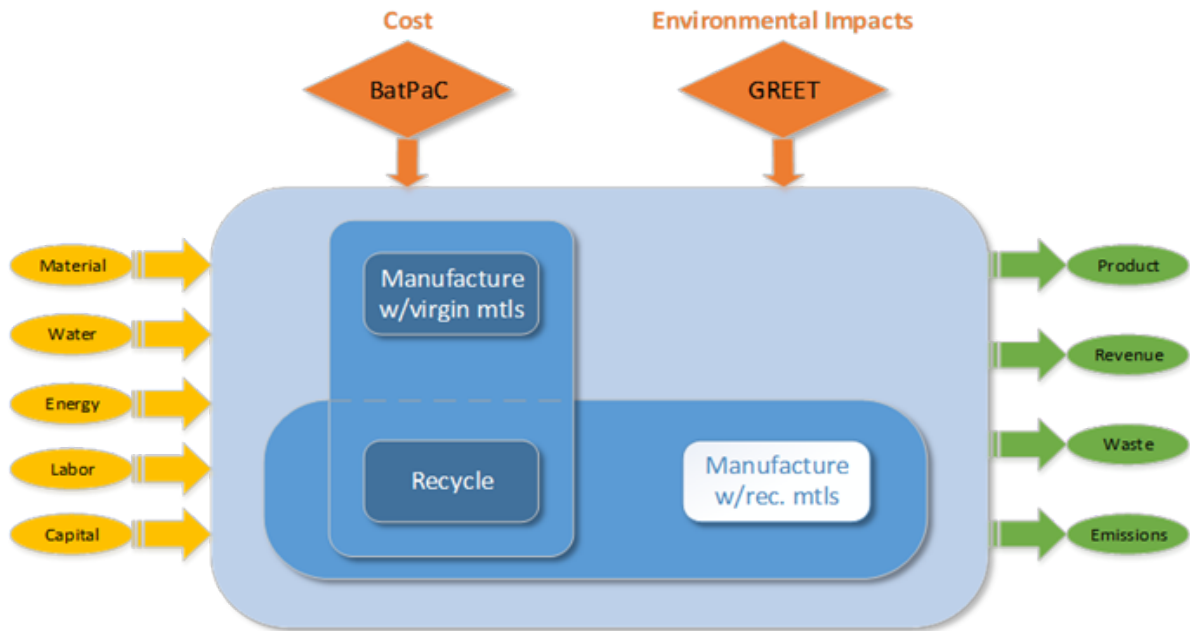 Cost
Environmental Impacts
BatPaC
GREET
Material
Water
Energy
Labor
Capital
Manufacture
w/virgin mtls
Recycle
Manufacture
w/rec. mtls
Product
Revenue
Waste
Emissions